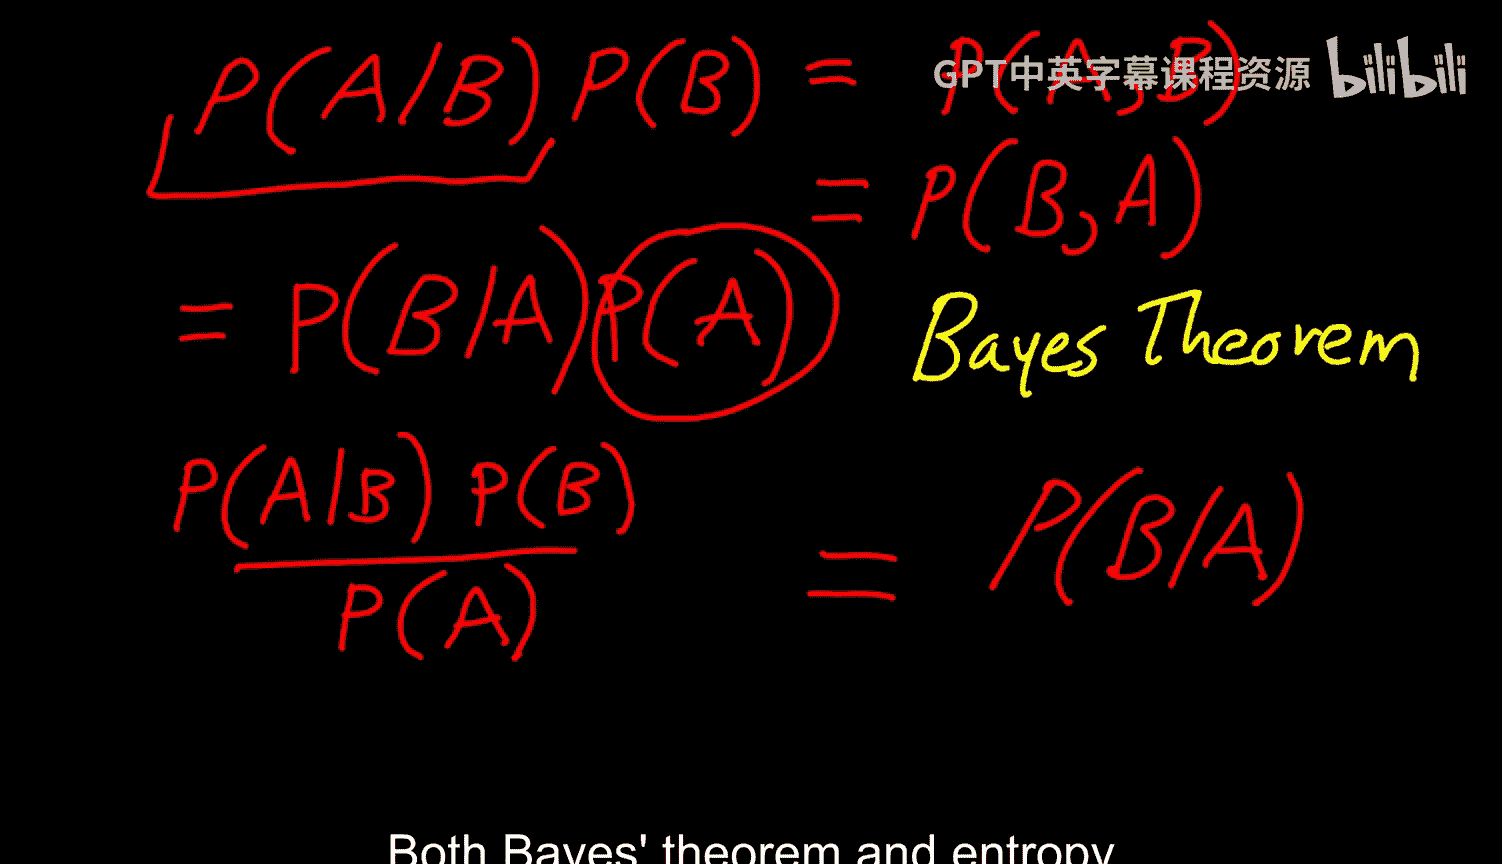 P(A/B) P(B) = P(A,B)
GPT中英字幕课程资源 bilibili
= P(B,A)
= P(B/A) P(A)
Bayes Theorem
P(A/B) P(B)
P(A)
= P(B/A)
Both Bayes' theorem and entropy